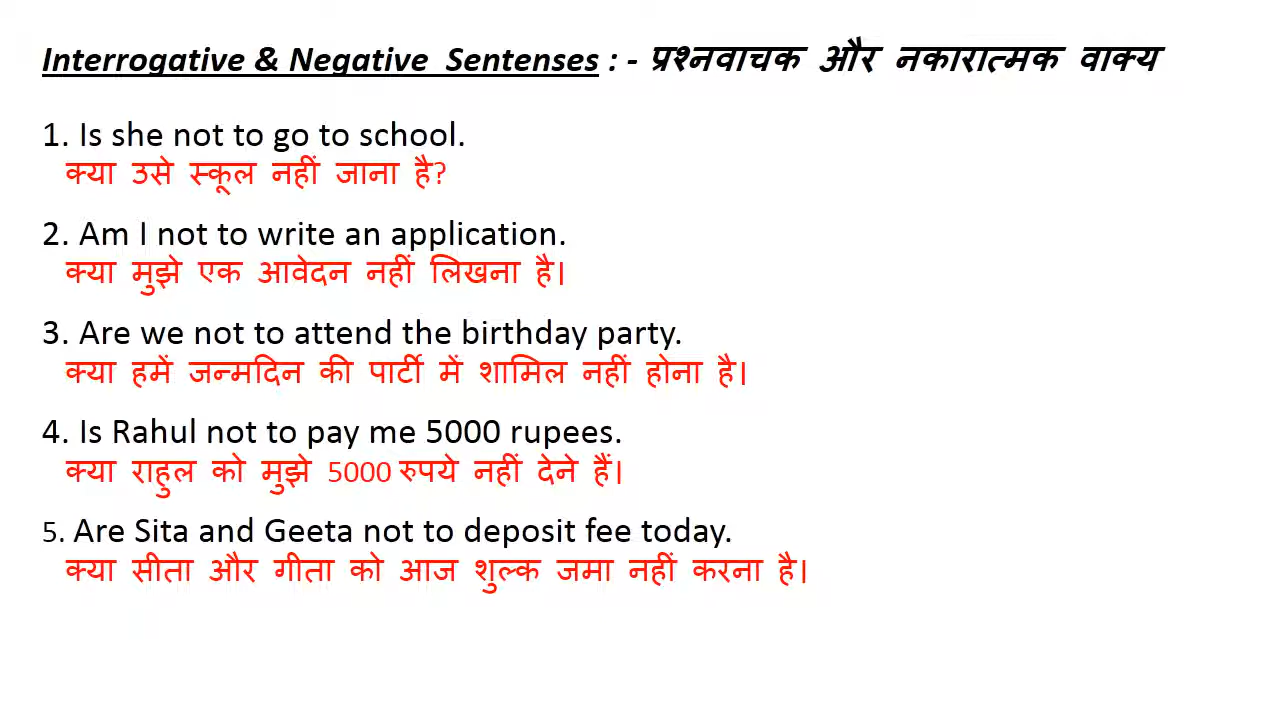 Interrogative & Negative Sentenses : - प्रश्नवाचक और नकारात्मक वाक्य
1. Is she not to go to school.
क्या उसे स्कूल नहीं जाना है?
2. Am I not to write an application.
क्या मुझे एक आवेदन नहीं लिखना है।
3. Are we not to attend the birthday party.
क्या हमें जन्मदिन की पार्टी में शामिल नहीं होना है।
4. Is Rahul not to pay me 5000 rupees.
क्या राहुल को मुझे 5000 रुपये नहीं देने हैं।
5. Are Sita and Geeta not to deposit fee today.
क्या सीता और गीता को आज शुल्क जमा नहीं करना है।